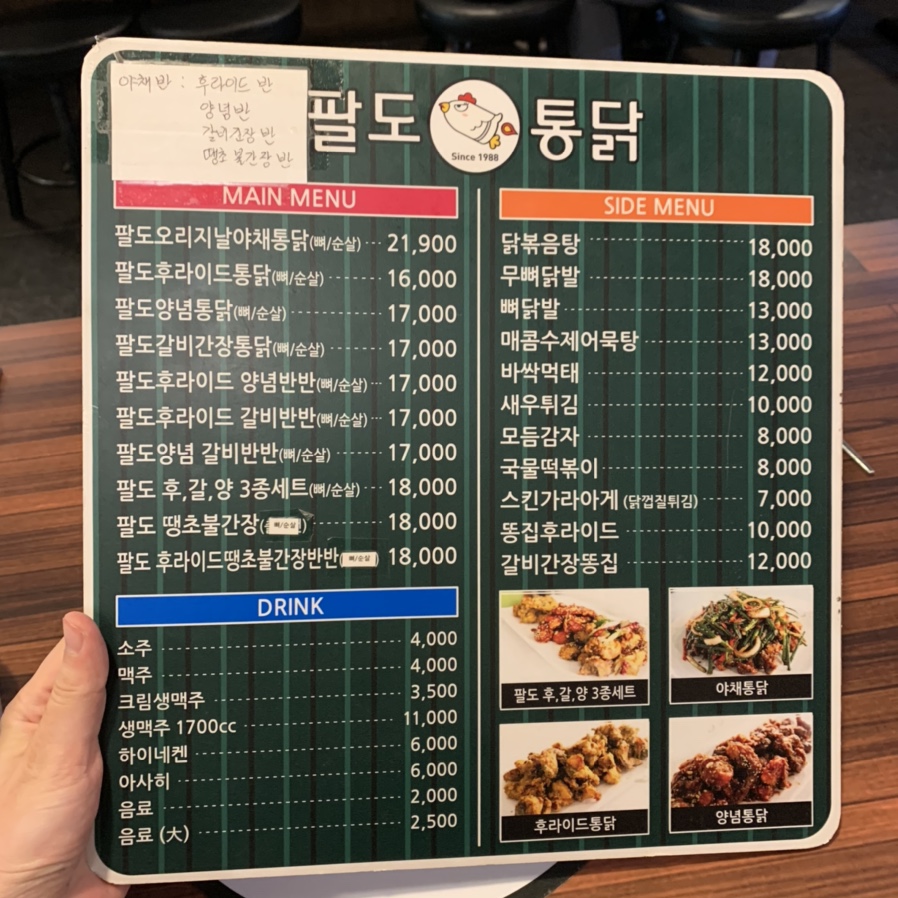 야채반 : 후라이드 반
양념반
갈비간장 반
땡초 불간장 반
팔도 통닭
Since 1988
MAIN MENU
팔도오리지날야채통닭(뼈/순살) 21,900
팔도후라이드통닭(뼈/순살) 16,000
팔도양념통닭(뼈/순살) 17,000
팔도갈비간장통닭(뼈/순살) 17,000
팔도후라이드 양념반반(뼈/순살) 17,000
팔도후라이드 갈비반반(뼈/순살) 17,000
팔도양념 갈비반반(뼈/순살) 17,000
팔도 후,갈,양 3종세트(뼈/순살) 18,000
팔도 땡초불간장(뼈/순살) 18,000
팔도 후라이드땡초불간장반반(뼈/순살) 18,000
DRINK
소주 4,000
맥주 4,000
크림생맥주 3,500
생맥주 1700cc 11,000
하이네켄 6,000
아사히 6,000
음료 2,000
음료 (大) 2,500
SIDE MENU
닭볶음탕 18,000
무뼈닭발 18,000
뼈닭발 13,000
매콤수제어묵탕 13,000
바싹먹태 12,000
새우튀김 10,000
모듬감자 8,000
국물떡볶이 8,000
스킨가라아게 (닭껍질튀김) 7,000
똥집후라이드 10,000
갈비간장똥집 12,000
팔도 후,갈,양 3종세트
야채통닭
후라이드통닭
양념통닭